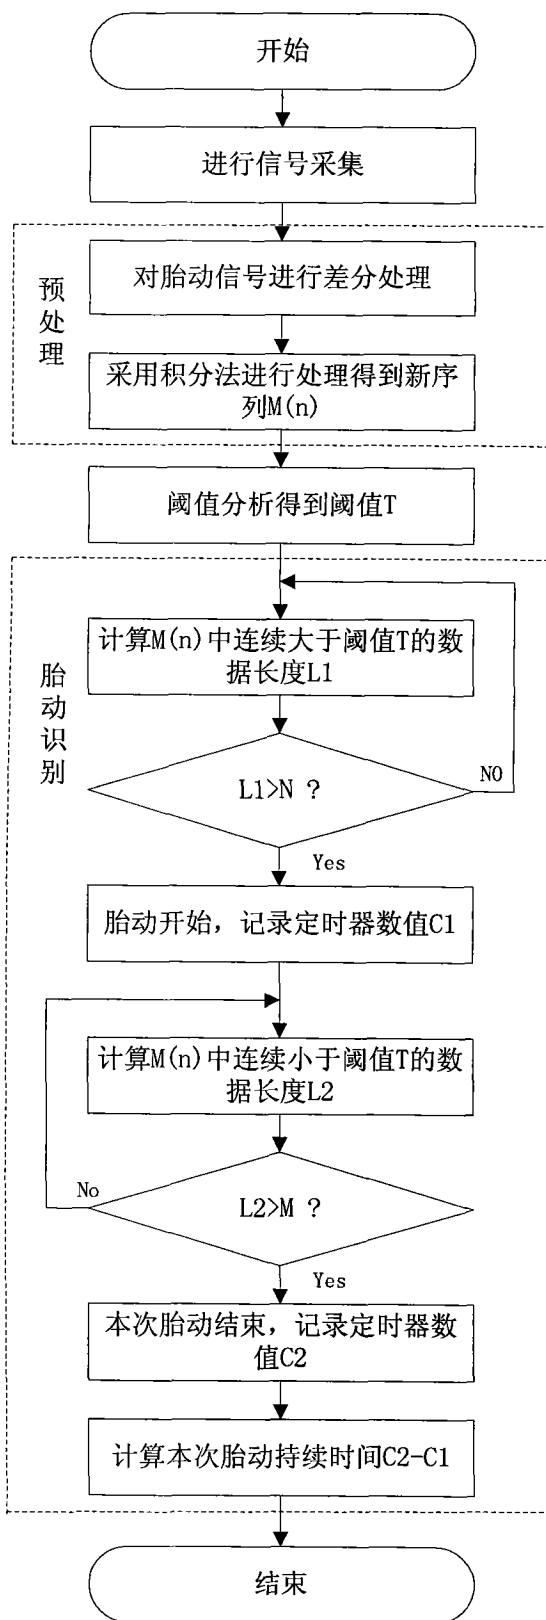 开始
进行信号采集
预处理
对胎动信号进行差分处理
采用积分法进行处理得到新序
列M(n)
阈值分析得到阈值T
胎动识别
计算M(n)中连续大于阈值T的数
据长度L1
L1>N ?
NO
Yes
胎动开始，记录定时器数值C1
计算M(n)中连续小于阈值T的数
据长度L2
L2>M ?
No
Yes
本次胎动结束，记录定时器数
值C2
计算本次胎动持续时间C2-C1
结束